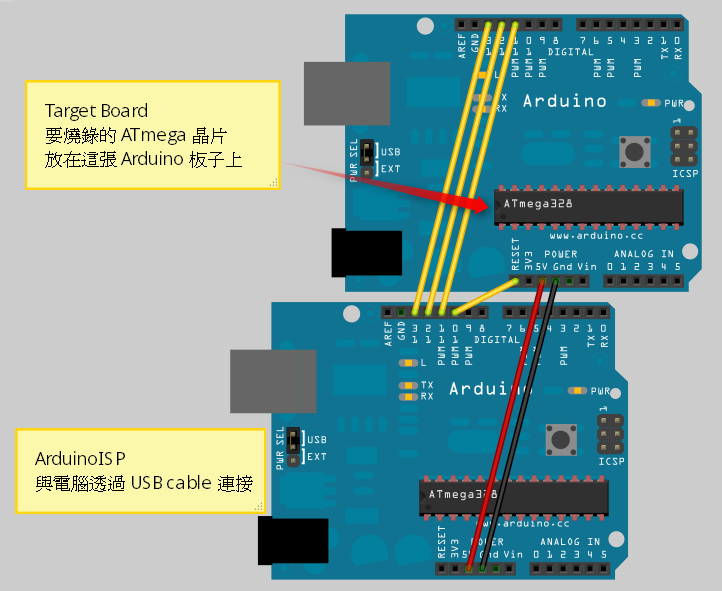 AREF
GND
13
12
11
10
9
8
7
6
5
4
3
2
1
0
DIGITAL
PWM
PWM
PWM
PWM
PWM
PWM
TX
RX
L
TX
RX
Arduino
PWR
1
ICSP
PWR SEL
USB
EXT
ATmega328
www.arduino.cc
RESET
3V3
5V Gnd Vin
POWER
ANALOG IN
0 1 2 3 4 5
Target Board
要燒錄的 ATmega 晶片
放在這張 Arduino 板子上
AREF
GND
13
12
11
10
9
8
7
6
5
4
3
2
1
0
DIGITAL
PWM
PWM
PWM
PWM
TX
RX
L
TX
RX
Arduino
PWR
1
ICSP
PWR SEL
USB
EXT
ATmega328
www.arduino.cc
RESET
3V3
5V Gnd Vin
POWER
ANALOG IN
0 1 2 3 4 5
ArduinoISP
與電腦透過 USB cable 連接